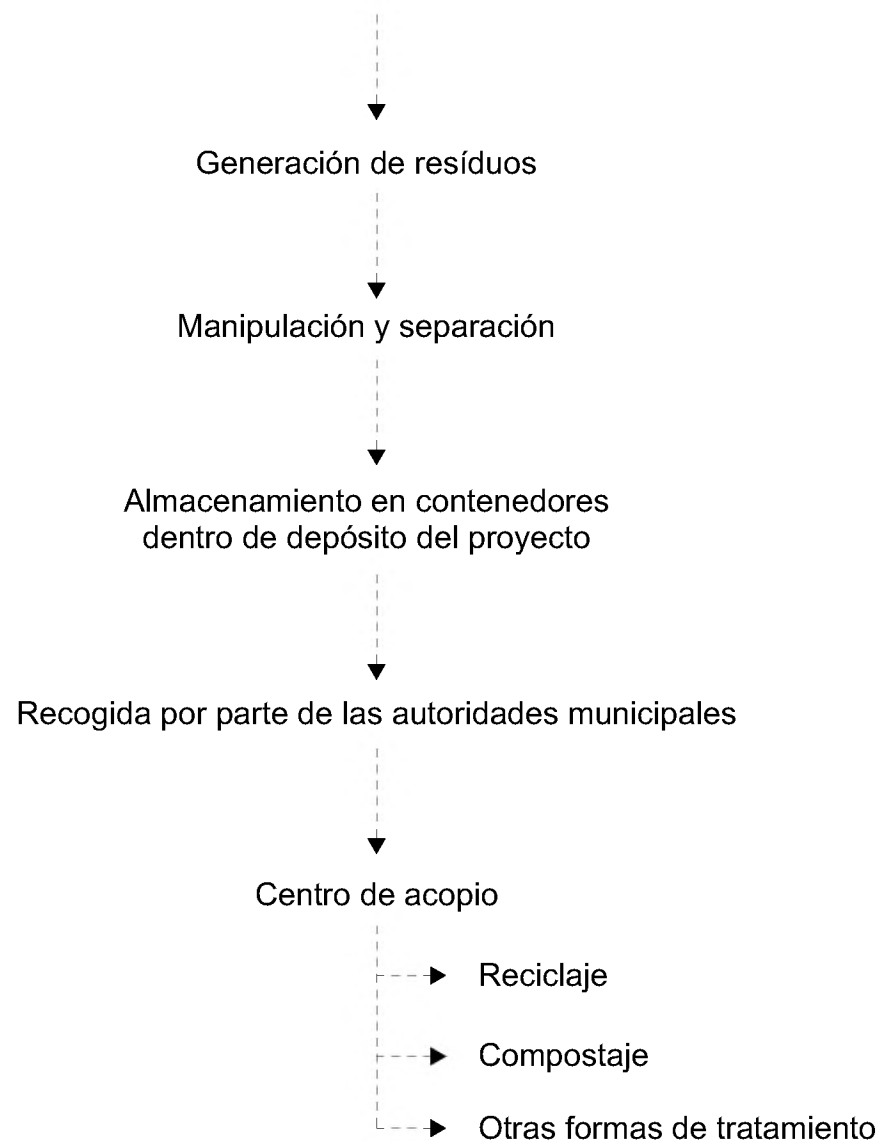 Generación de resíduos
Manipulación y separación
Almacenamiento en contenedores
dentro de depósito del proyecto
Recogida por parte de las autoridades municipales
Centro de acopio
Reciclaje
Compostaje
Otras formas de tratamiento